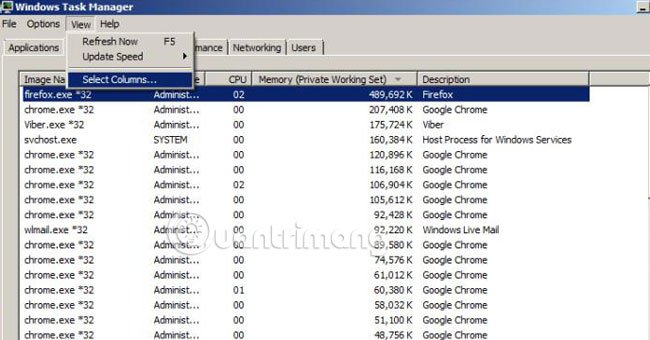 Windows Task Manager
File Options View Help
Refresh Now F5
Update Speed
Select Columns...
Applications Networking Users
CPU Memory (Private Working Set) Description
firefox.exe *32 Administ... 02 489,692 K Firefox
chrome.exe *32 Administ... 00 207,408 K Google Chrome
Viber.exe *32 Administ... 00 175,724 K Viber
svchost.exe SYSTEM 00 160,384 K Host Process for Windows Services
chrome.exe *32 Administ... 00 120,896 K Google Chrome
chrome.exe *32 Administ... 00 116,168 K Google Chrome
chrome.exe *32 Administ... 02 106,904 K Google Chrome
chrome.exe *32 Administ... 00 105,952 K Google Chrome
chrome.exe *32 Administ... 00 92,428 K Google Chrome
wlmail.exe *32 Administ... 00 92,220 K Windows Live Mail
chrome.exe *32 Administ... 89,580 K Google Chrome
chrome.exe *32 Administ... 00 74,576 K Google Chrome
chrome.exe *32 Administ... 00 61,012 K Google Chrome
chrome.exe *32 Administ... 01 60,380 K Google Chrome
chrome.exe *32 Administ... 00 58,032 K Google Chrome
chrome.exe *32 Administ... 00 51,100 K Google Chrome
chrome.exe *32 Administ... 00 48,756 K Google Chrome
Quantrimang